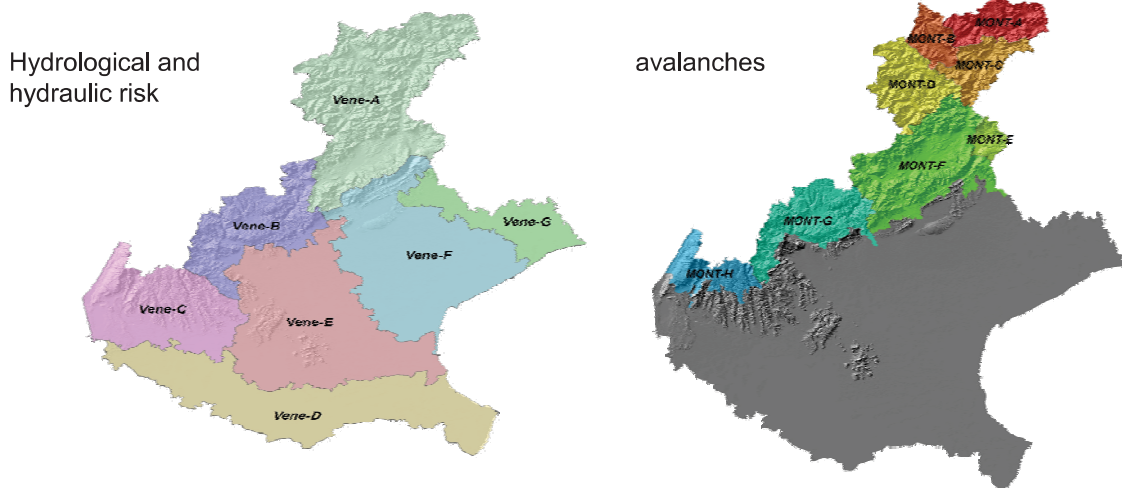 Hydrological and
hydraulic risk
Vene-A
Vene-B
Vene-G
Vene-F
Vene-C
Vene-E
Vene-D
avalanches
MONT-A
MONT-B
MONT-C
MONT-D
MONT-E
MONT-F
MONT-G
MONT-H